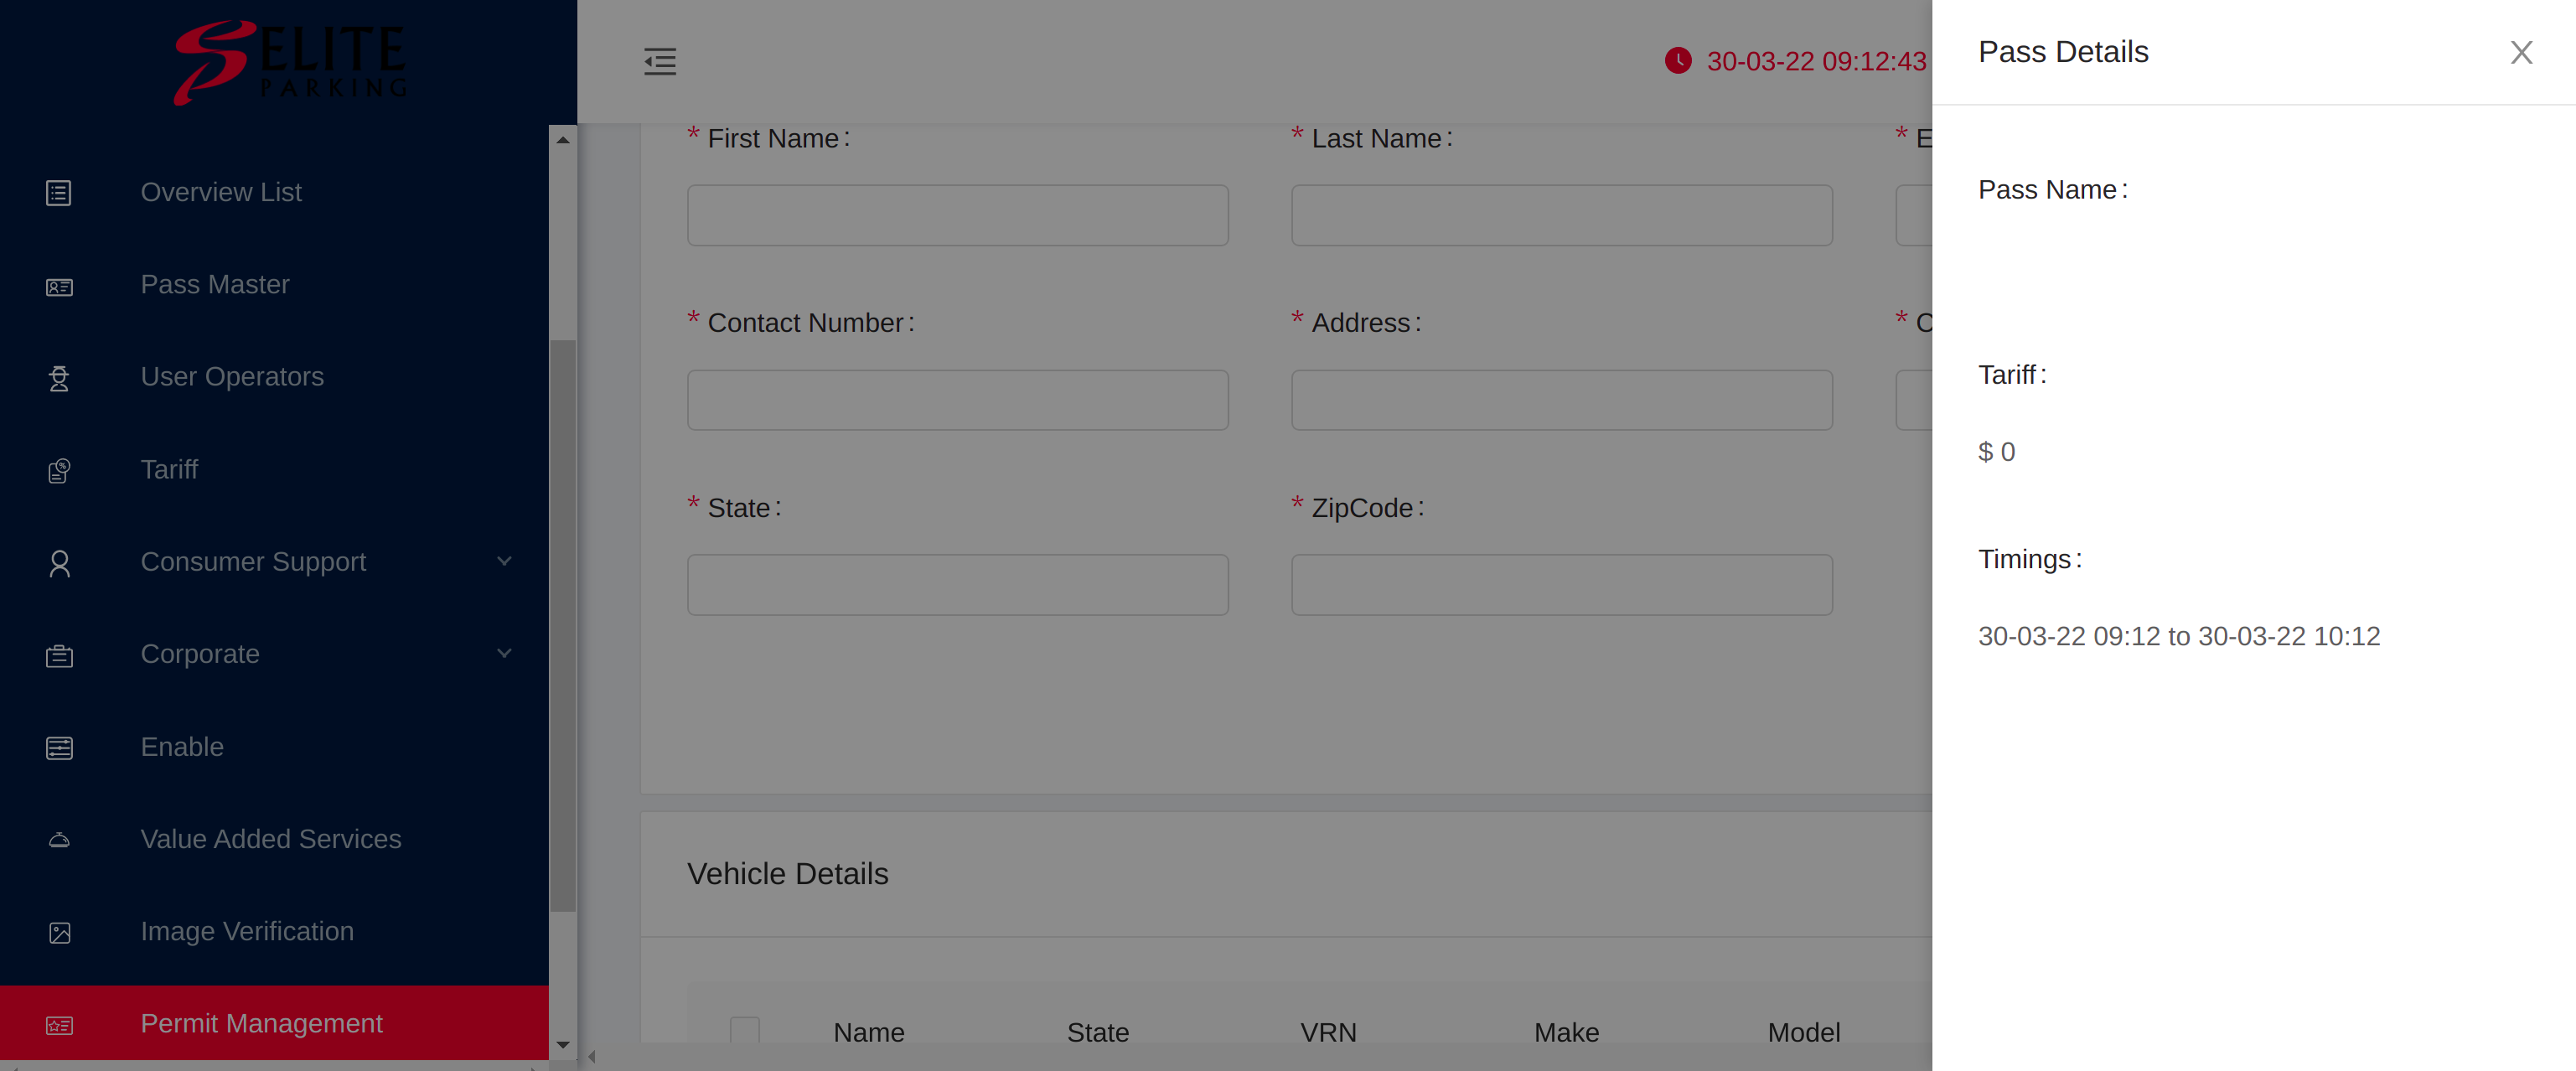 ELITE
PARKING
Overview List
Pass Master
User Operators
Tariff
Consumer Support
Corporate
Enable
Value Added Services
Image Verification
Permit Management
30-03-22 09:12:43
* First Name :
* Last Name :
* E
* Contact Number :
* Address :
* C
* State :
* ZipCode :
Vehicle Details
Name State VRN Make Model
Pass Details
Pass Name :
Tariff :
$ 0
Timings :
30-03-22 09:12 to 30-03-22 10:12